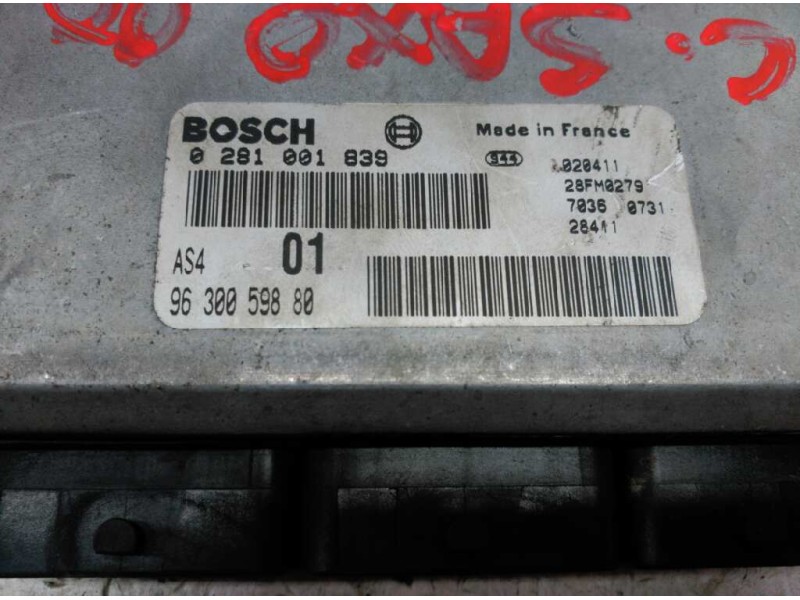 C. SAXO
BOSCH
Made in France
0 281 001 839
944
020411
28FM0279
7036 0731
28411
AS4
01
96 300 598 80